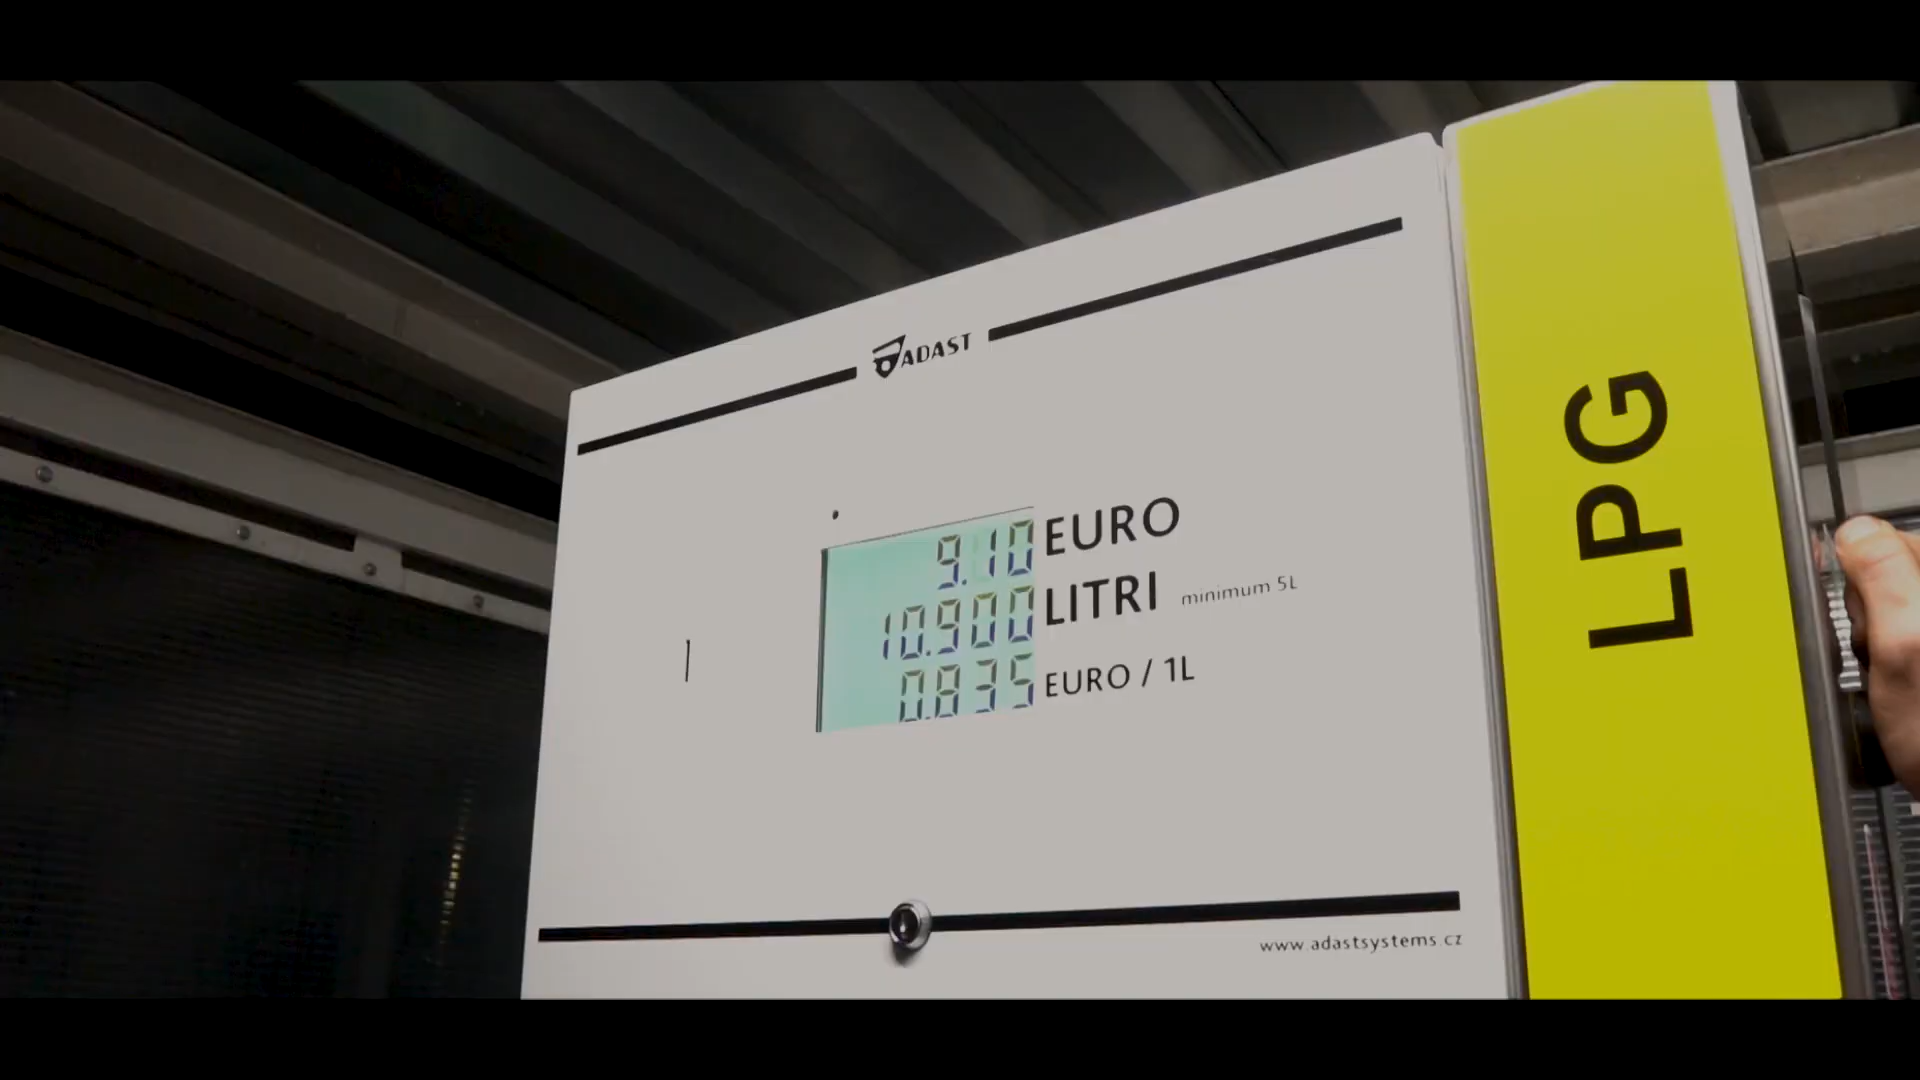 ADAST
9.10 EURO
10.900 LITRI minimum 5L
0.835 EURO / 1L
www.adastsystems.cz
LPG